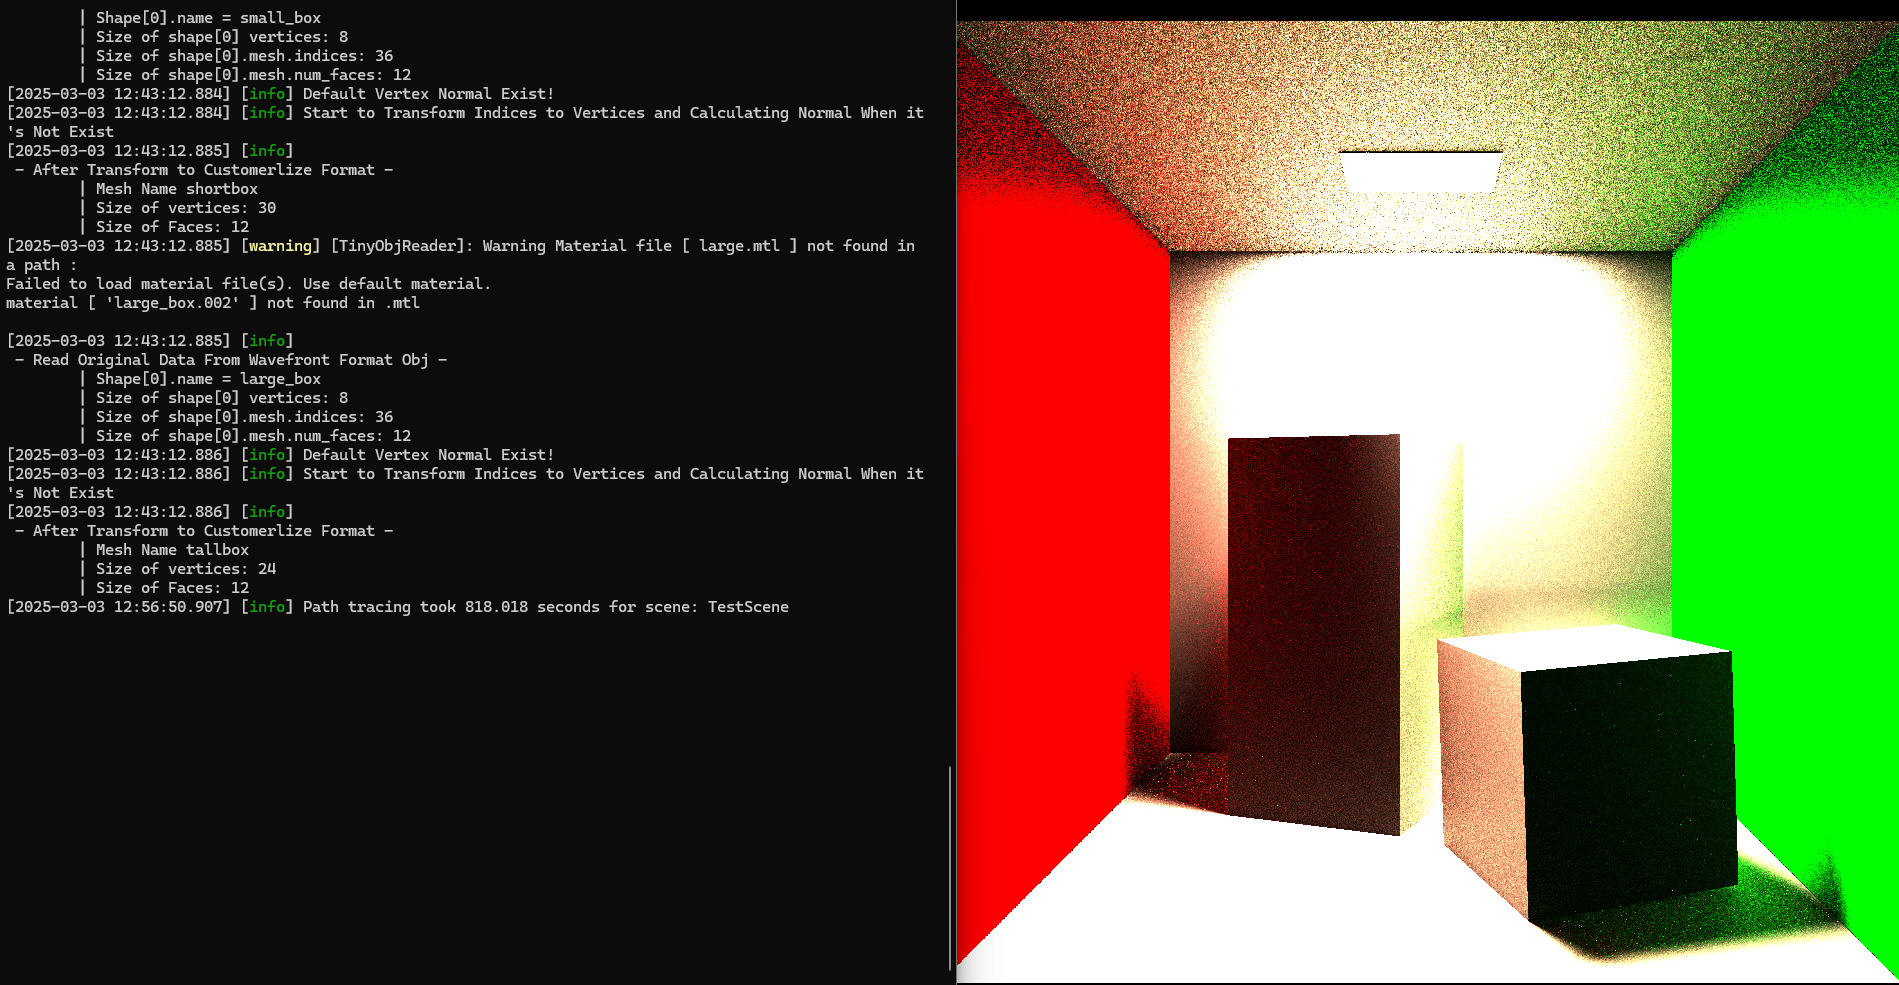 | Shape[0].name = small_box
| Size of shape[0] vertices: 8
| Size of shape[0].mesh.indices: 36
| Size of shape[0].mesh.num_faces: 12
[2025-03-03 12:43:12.884] [info] Default Vertex Normal Exist!
[2025-03-03 12:43:12.884] [info] Start to Transform Indices to Vertices and Calculating Normal When it
's Not Exist
[2025-03-03 12:43:12.885] [info]
- After Transform to Customerlize Format -
| Mesh Name shortbox
| Size of vertices: 30
| Size of Faces: 12
[2025-03-03 12:43:12.885] [warning] [TinyObjReader]: Warning Material file [ large.mtl ] not found in
a path :
Failed to load material file(s). Use default material.
material [ 'large_box.002' ] not found in .mtl
[2025-03-03 12:43:12.885] [info]
- Read Original Data From Wavefront Format Obj -
| Shape[0].name = large_box
| Size of shape[0] vertices: 8
| Size of shape[0].mesh.indices: 36
| Size of shape[0].mesh.num_faces: 12
[2025-03-03 12:43:12.886] [info] Default Vertex Normal Exist!
[2025-03-03 12:43:12.886] [info] Start to Transform Indices to Vertices and Calculating Normal When it
's Not Exist
[2025-03-03 12:43:12.886] [info]
- After Transform to Customerlize Format -
| Mesh Name tallbox
| Size of vertices: 24
| Size of Faces: 12
[2025-03-03 12:56:50.907] [info] Path tracing took 818.018 seconds for scene: TestScene